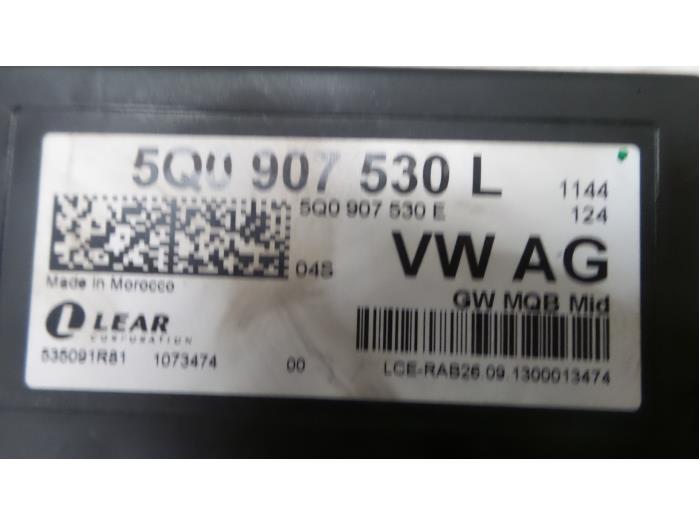 5Q0 907 530 L
1144
5Q0 907 530 E
124
04S
VW AG
Made in Morocco
GW MQB Mid
LEAR
CORPORATION
535091R81 1073474 00
LCE-RAB26.09.1300013474